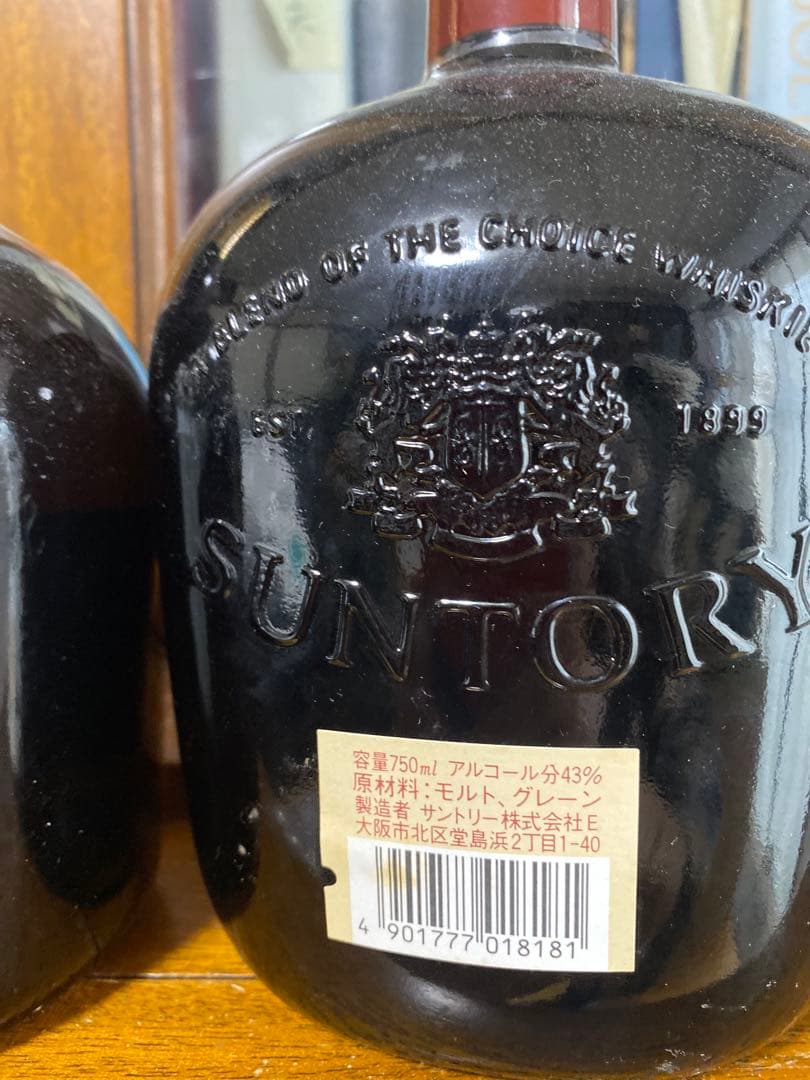 BLEND OF THE CHOICE WHISKIE
EST. 1899
SUNTORY
容量750ml アルコール分43%
原材料：モルト、グレーン
製造者 サントリー株式会社E
大阪市北区堂島浜2丁目1-40
4 901777 018181